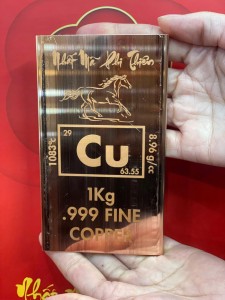 Nhất Mã Phi Thiên
1083°C
29
Cu
63.55
8.96 g/cc
1Kg
.999 FINE
COPPER